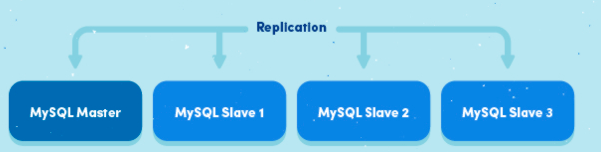 Replication
MySQL Master
MySQL Slave 1
MySQL Slave 2
MySQL Slave 3